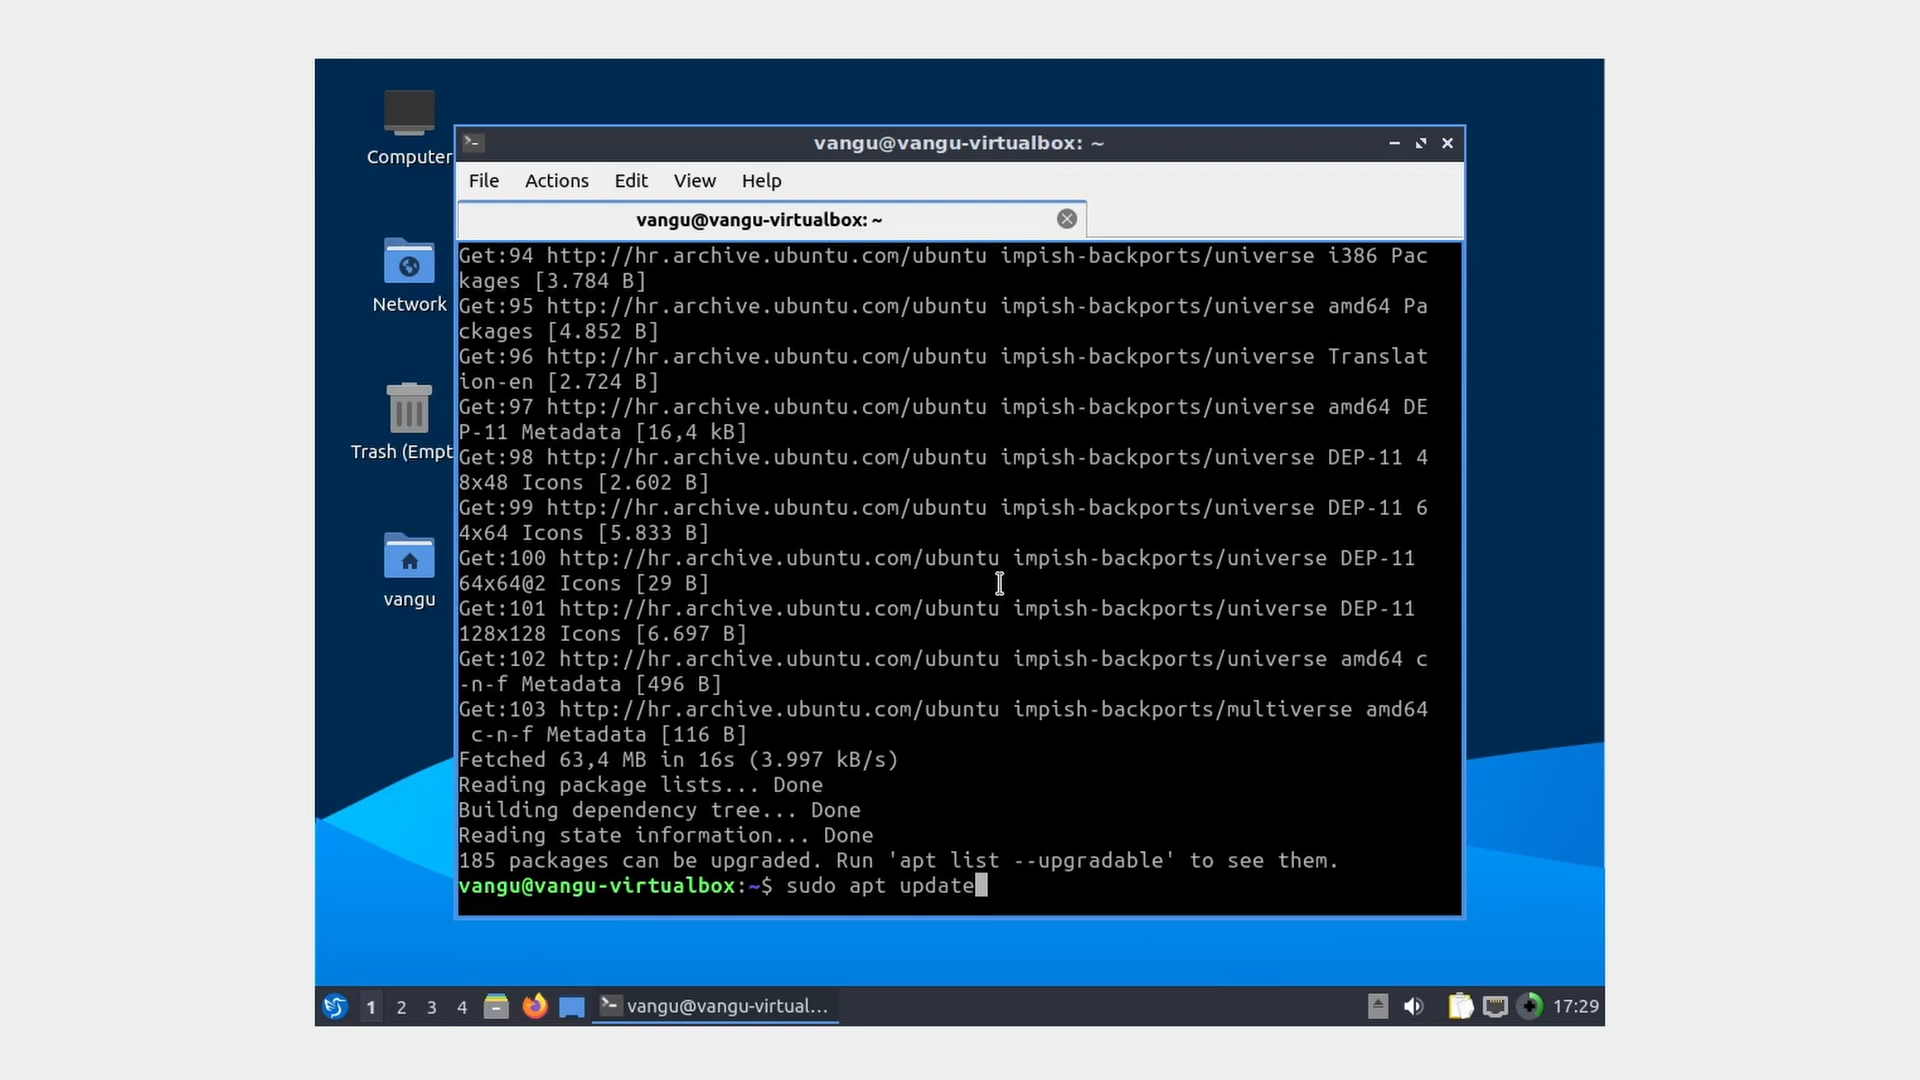 Computer
Network
Trash (Empt
vangu
vangu@vangu-virtualbox: ~
File Actions Edit View Help
vangu@vangu-virtualbox: ~
Get:94 http://hr.archive.ubuntu.com/ubuntu impish-backports/universe i386 Pac
kages [3.784 B]
Get:95 http://hr.archive.ubuntu.com/ubuntu impish-backports/universe amd64 Pa
ckages [4.852 B]
Get:96 http://hr.archive.ubuntu.com/ubuntu impish-backports/universe Translat
ion-en [2.724 B]
Get:97 http://hr.archive.ubuntu.com/ubuntu impish-backports/universe amd64 DE
P-11 Metadata [16,4 kB]
Get:98 http://hr.archive.ubuntu.com/ubuntu impish-backports/universe DEP-11 4
8x48 Icons [2.602 B]
Get:99 http://hr.archive.ubuntu.com/ubuntu impish-backports/universe DEP-11 6
4x64 Icons [5.833 B]
Get:100 http://hr.archive.ubuntu.com/ubuntu impish-backports/universe DEP-11
64x64@2 Icons [29 B]
Get:101 http://hr.archive.ubuntu.com/ubuntu impish-backports/universe DEP-11
128x128 Icons [6.697 B]
Get:102 http://hr.archive.ubuntu.com/ubuntu impish-backports/universe amd64 c
-n-f Metadata [496 B]
Get:103 http://hr.archive.ubuntu.com/ubuntu impish-backports/multiverse amd64
 c-n-f Metadata [116 B]
Fetched 63,4 MB in 16s (3.997 kB/s)
Reading package lists... Done
Building dependency tree... Done
Reading state information... Done
185 packages can be upgraded. Run 'apt list --upgradable' to see them.
vangu@vangu-virtualbox:~$ sudo apt update
1 2 3 4 vangu@vangu-virtual... 17:29